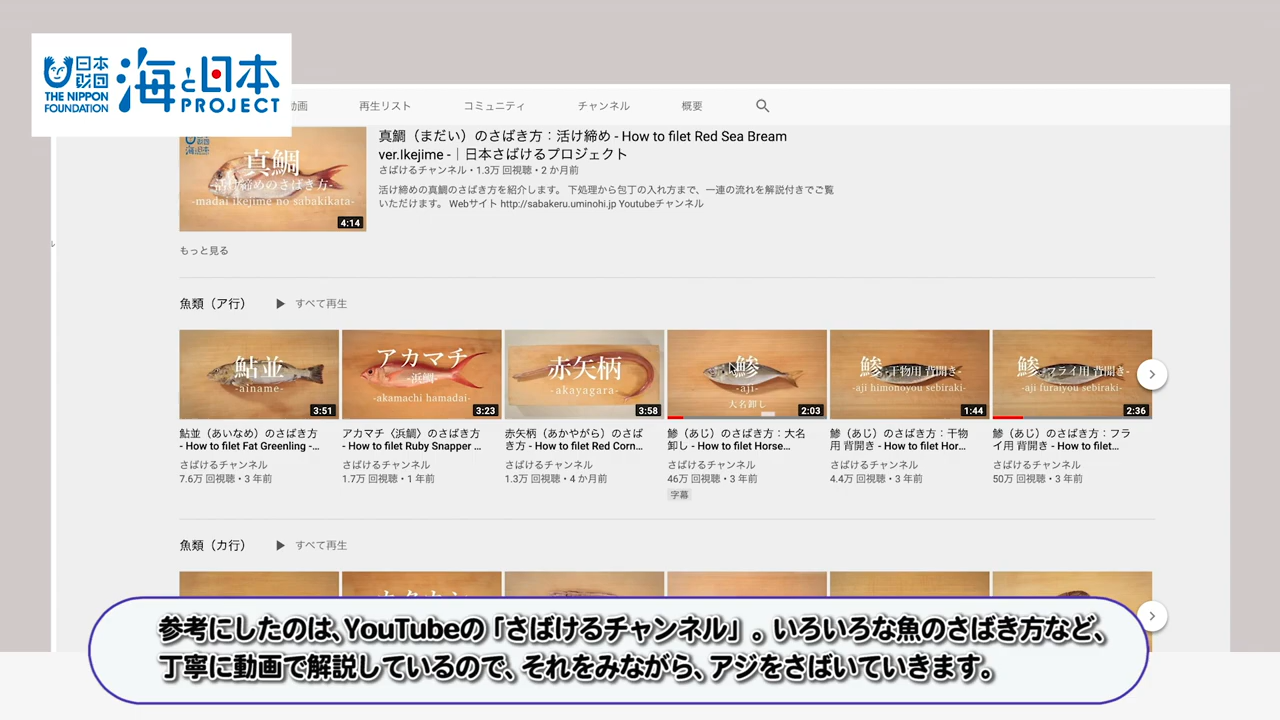 日本財団
THE NIPPON FOUNDATION
海と日本
PROJECT
動画 再生リスト コミュニティ チャンネル 概要
真鯛
-活け締めのさばき方-
-madai ikejime no sabakikata-
4:14
真鯛（まだい）のさばき方：活け締め - How to filet Red Sea Bream
ver.Ikejime -｜日本さばけるプロジェクト
さばけるチャンネル・1.3万 回視聴・2 か月前
活け締めの真鯛のさばき方を紹介します。 下処理から包丁の入れ方まで、一連の流れを解説付きでご覧
いただけます。 Webサイト http://sabakeru.uminohi.jp Youtubeチャンネル
もっと見る
魚類（ア行） ▶ すべて再生
鮎並
-ainame-
3:51
アカマチ
-浜鯛-
-akamachi hamadai-
3:23
赤矢柄
-akayagara-
3:58
鯵
-aji-
大名卸し
2:03
鯵 -干物用 背開き-
-aji himonoyou sebiraki-
1:44
鯵 -フライ用 背開き-
-aji furaiyou sebiraki-
2:36
鮎並（あいなめ）のさばき方
- How to filet Fat Greenling -...
さばけるチャンネル
7.6万 回視聴・3 年前
アカマチ〈浜鯛〉のさばき方
- How to filet Ruby Snapper ...
さばけるチャンネル
1.7万 回視聴・1 年前
赤矢柄（あかやがら）のさば
き方 - How to filet Red Corn...
さばけるチャンネル
1.3万 回視聴・4 か月前
鯵（あじ）のさばき方：大名
卸し - How to filet Horse...
さばけるチャンネル
46万 回視聴・3 年前
字幕
鯵（あじ）のさばき方：干物
用 背開き - How to filet Hor...
さばけるチャンネル
4.4万 回視聴・3 年前
鯵（あじ）のさばき方：フラ
イ用 背開き - How to filet...
さばけるチャンネル
50万 回視聴・3 年前
魚類（カ行） ▶ すべて再生
参考にしたのは、YouTubeの「さばけるチャンネル」。いろいろな魚のさばき方など、
丁寧に動画で解説しているので、それをみながら、アジをさばいていきます。